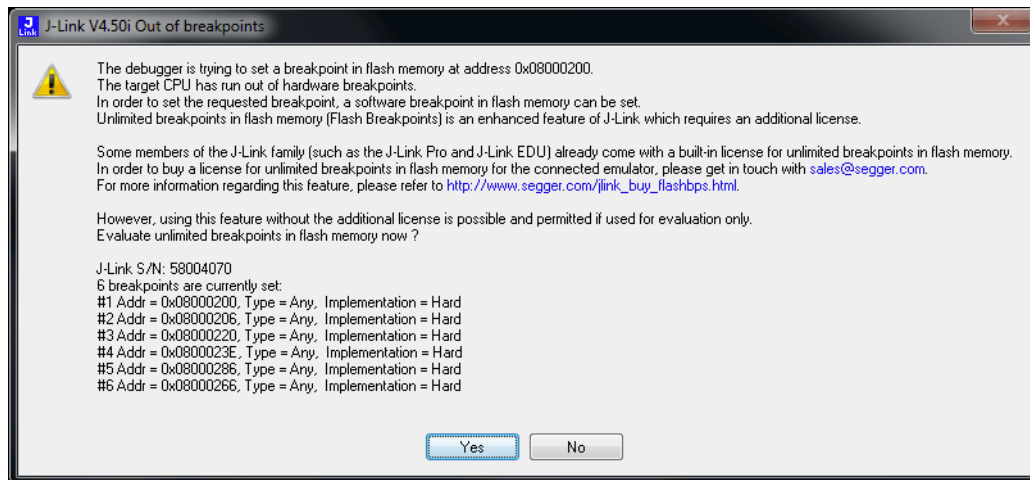 J-Link V4.50i Out of breakpoints
The debugger is trying to set a breakpoint in flash memory at address 0x08000200.
The target CPU has run out of hardware breakpoints.
In order to set the requested breakpoint, a software breakpoint in flash memory can be set.
Unlimited breakpoints in flash memory (Flash Breakpoints) is an enhanced feature of J-Link which requires an additional license.
Some members of the J-Link family (such as the J-Link Pro and J-Link EDU) already come with a built-in license for unlimited breakpoints in flash memory.
In order to buy a license for unlimited breakpoints in flash memory for the connected emulator, please get in touch with sales@segger.com.
For more information regarding this feature, please refer to http://www.segger.com/jlink_buy_flashbps.html.
However, using this feature without the additional license is possible and permitted if used for evaluation only.
Evaluate unlimited breakpoints in flash memory now ?
J-Link S/N: 58004070
6 breakpoints are currently set:
#1 Addr = 0x08000200, Type = Any, Implementation = Hard
#2 Addr = 0x08000206, Type = Any, Implementation = Hard
#3 Addr = 0x08000220, Type = Any, Implementation = Hard
#4 Addr = 0x0800023E, Type = Any, Implementation = Hard
#5 Addr = 0x08000286, Type = Any, Implementation = Hard
#6 Addr = 0x08000266, Type = Any, Implementation = Hard
Yes No